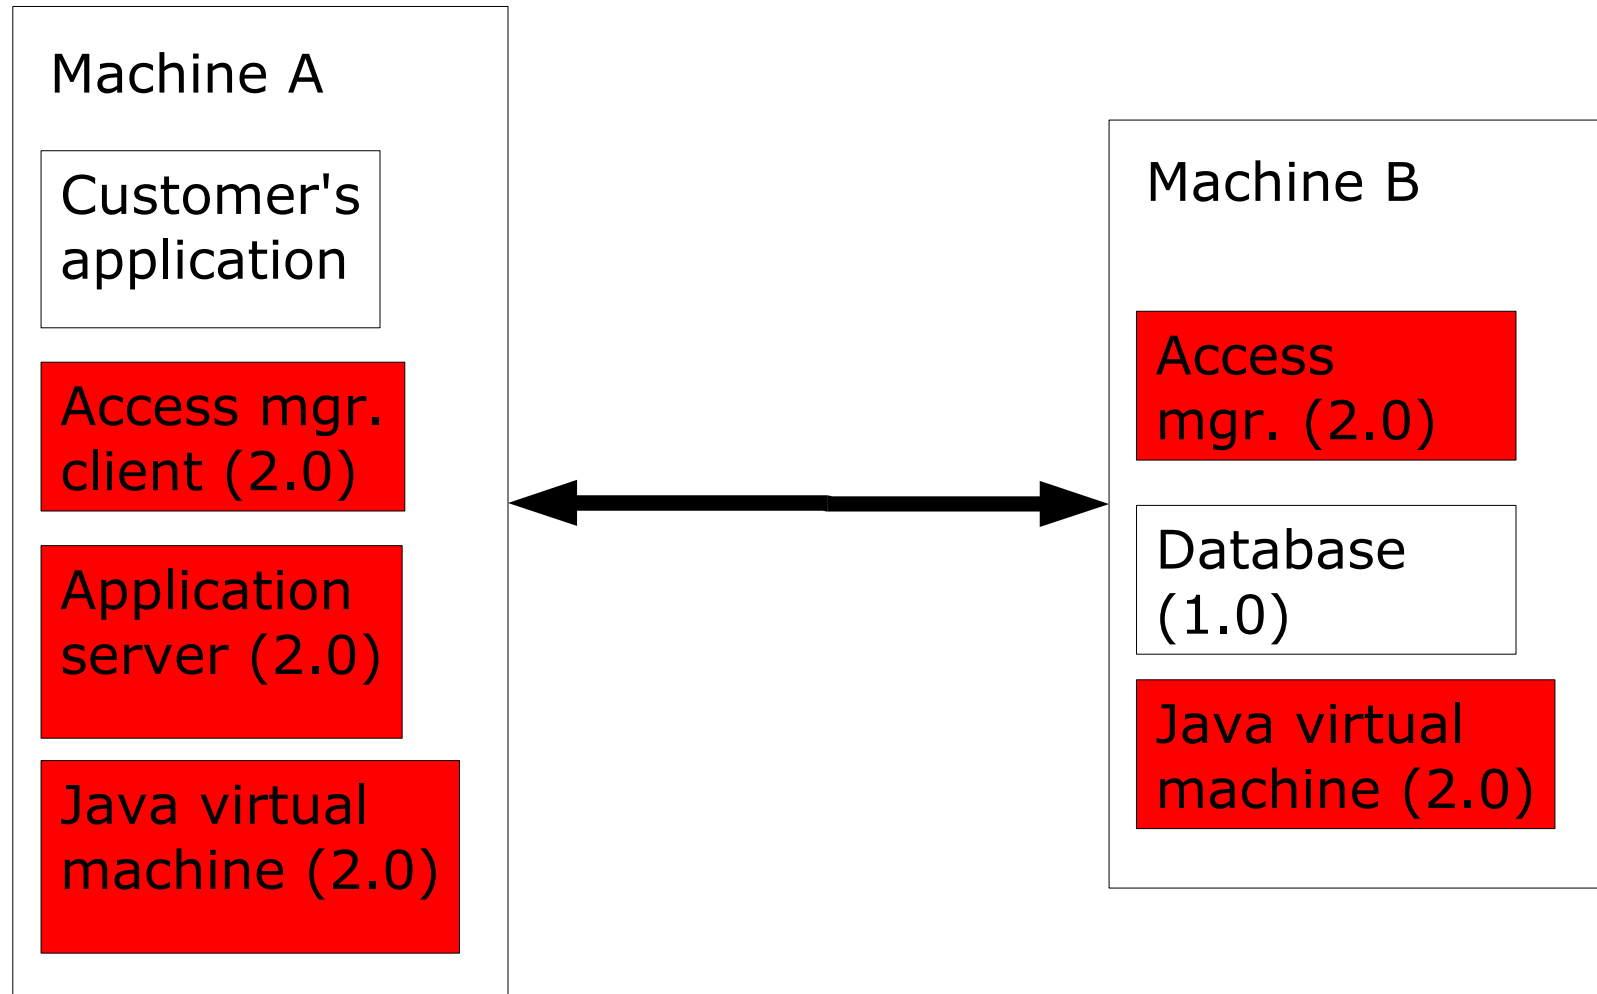 Machine A
Customer's
application
Access mgr.
client (2.0)
Application
server (2.0)
Java virtual
machine (2.0)
Machine B
Access
mgr. (2.0)
Database
(1.0)
Java virtual
machine (2.0)